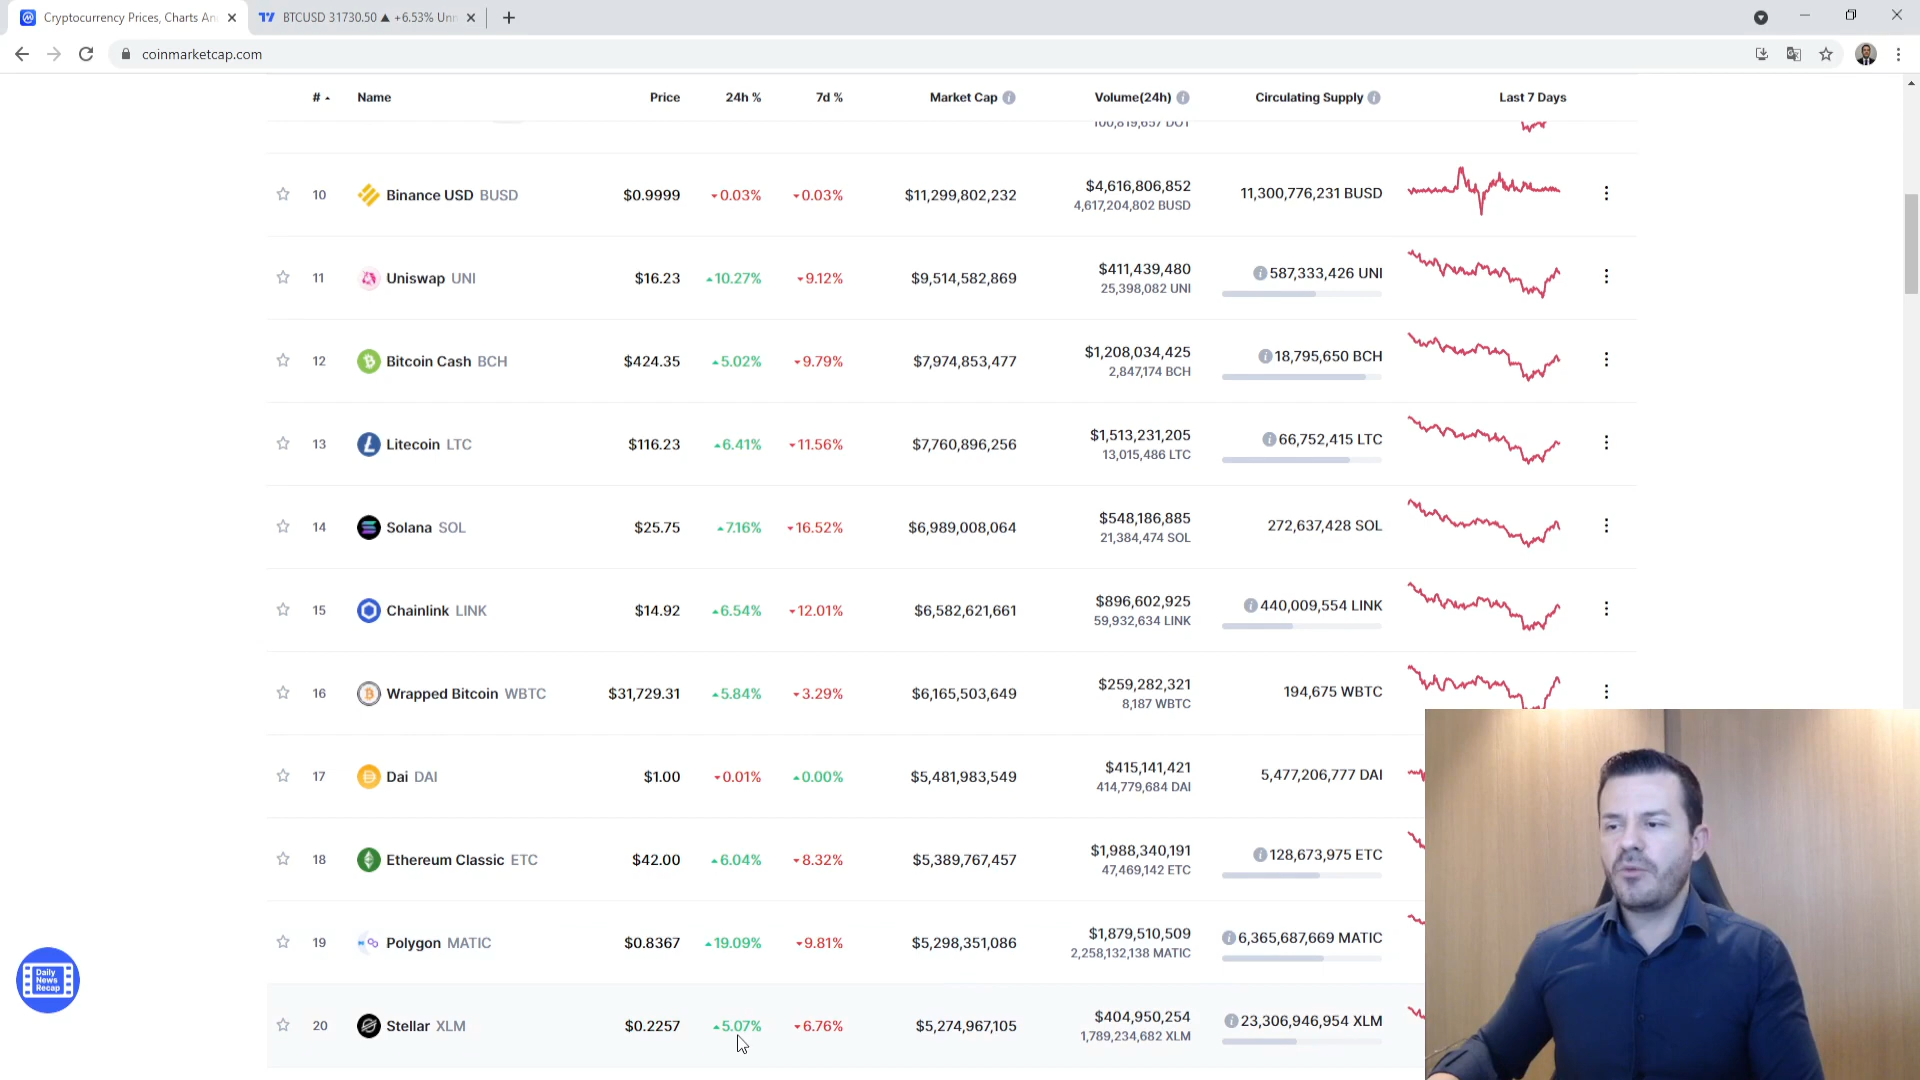 Cryptocurrency Prices, Charts An
BTCUSD 31730.50 ▲ +6.53% Unn
coinmarketcap.com
# Name Price 24h % 7d % Market Cap Volume(24h) Circulating Supply Last 7 Days
100,819,657 DOT
10 Binance USD BUSD $0.9999 0.03% 0.03% $11,299,802,232 $4,616,806,852 11,300,776,231 BUSD
4,617,204,802 BUSD
11 Uniswap UNI $16.23 10.27% 9.12% $9,514,582,869 $411,439,480 587,333,426 UNI
25,398,082 UNI
12 Bitcoin Cash BCH $424.35 5.02% 9.79% $7,974,853,477 $1,208,034,425 18,795,650 BCH
2,847,174 BCH
13 Litecoin LTC $116.23 6.41% 11.56% $7,760,896,256 $1,513,231,205 66,752,415 LTC
13,015,486 LTC
14 Solana SOL $25.75 7.16% 16.52% $6,989,008,064 $548,186,885 272,637,428 SOL
21,384,474 SOL
15 Chainlink LINK $14.92 6.54% 12.01% $6,582,621,661 $896,602,925 440,009,554 LINK
59,932,634 LINK
16 Wrapped Bitcoin WBTC $31,729.31 5.84% 3.29% $6,165,503,649 $259,282,321 194,675 WBTC
8,187 WBTC
17 Dai DAI $1.00 0.01% 0.00% $5,481,983,549 $415,141,421 5,477,206,777 DAI
414,779,684 DAI
18 Ethereum Classic ETC $42.00 6.04% 8.32% $5,389,767,457 $1,988,340,191 128,673,975 ETC
47,469,142 ETC
19 Polygon MATIC $0.8367 19.09% 9.81% $5,298,351,086 $1,879,510,509 6,365,687,669 MATIC
2,258,132,138 MATIC
20 Stellar XLM $0.2257 5.07% 6.76% $5,274,967,105 $404,950,254 23,306,946,954 XLM
1,789,234,682 XLM
Daily
News
Recap